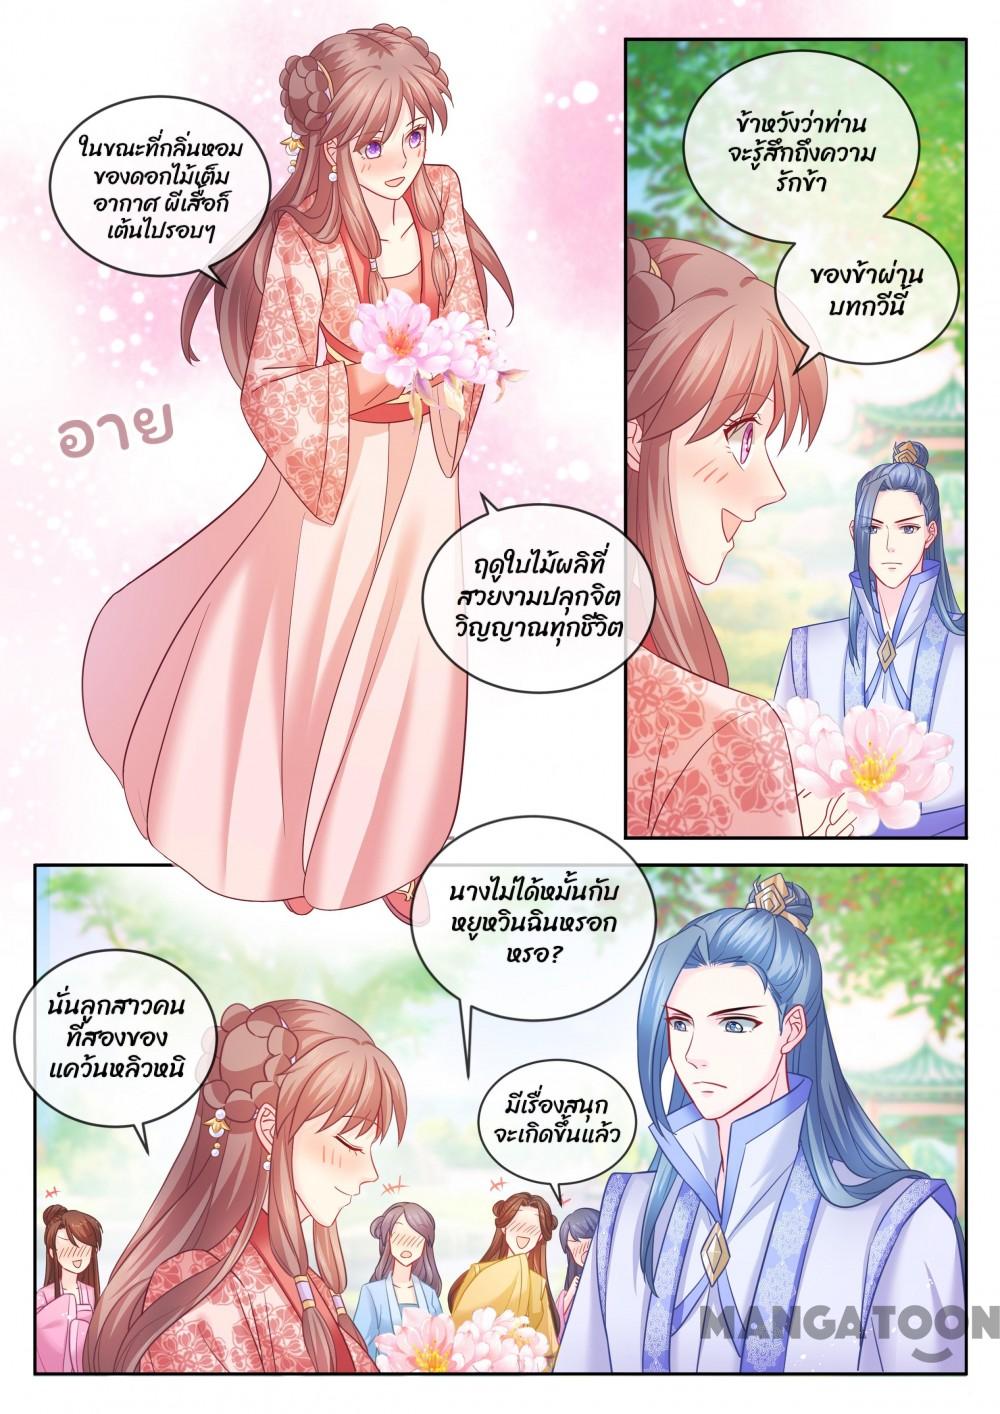 ในขณะที่กลิ่นหอม
ของดอกไม้เต็ม
อากาศ ผีเสื้อก็
เต้นไปรอบๆ
อาย
ฤดูใบไม้ผลิที่
สวยงามปลุกจิต
วิญญาณทุกชีวิต
ข้าหวังว่าท่าน
จะรู้สึกถึงความ
รักข้า
ของข้าผ่าน
บทกวีนี้
นั่นลูกสาวคน
ที่สองของ
แคว้นหลิวหนิ
นางไม่ได้หมั้นกับ
หยูหวินฉินหรอก
หรอ?
มีเรื่องสนุก
จะเกิดขึ้นแล้ว
MANGATOON